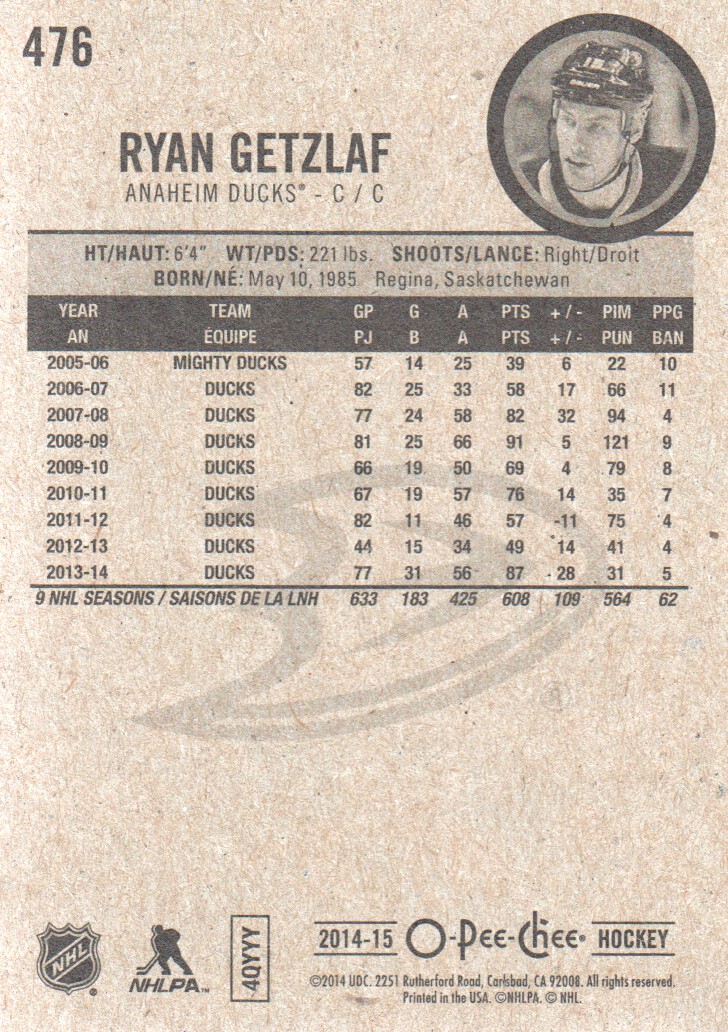 476
RYAN GETZLAF
ANAHEIM DUCKS® - C / C
HT/HAUT: 6'4" WT/PDS: 221 lbs. SHOOTS/LANCE: Right/Droit
BORN/NÉ: May 10, 1985 Regina, Saskatchewan
YEAR TEAM GP G A PTS +/- PIM PPG
AN ÉQUIPE PJ B A PTS +/- PUN BAN
2005-06 MIGHTY DUCKS 57 14 25 39 6 22 10
2006-07 DUCKS 82 25 33 58 17 66 11
2007-08 DUCKS 77 24 58 82 32 94 4
2008-09 DUCKS 81 25 66 91 5 121 9
2009-10 DUCKS 66 19 50 69 4 79 8
2010-11 DUCKS 67 19 57 76 14 35 7
2011-12 DUCKS 82 11 46 57 -11 75 4
2012-13 DUCKS 44 15 34 49 14 41 4
2013-14 DUCKS 77 31 56 87 28 31 5
9 NHL SEASONS / SAISONS DE LA LNH 633 183 425 608 109 564 62
NHL®
NHLPA™
4QYYY
2014-15 O-Pee-Chee® HOCKEY
©2014 UDC. 2251 Rutherford Road, Carlsbad, CA 92008. All rights reserved.
Printed in the USA. ©NHLPA. © NHL.